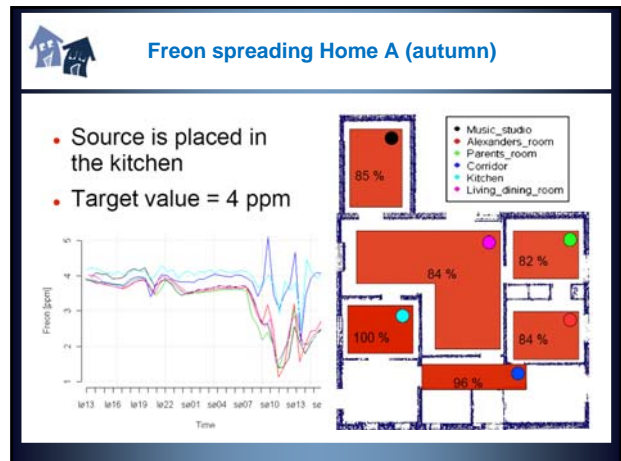 Freon spreading Home A (autumn)
• Source is placed in
the kitchen
• Target value = 4 ppm
Freon [ppm]
5
4
3
2
1
lø13 lø16 lø19 lø22 sø01 sø04 sø07 sø10 sø13
Time
Music_studio
Alexanders_room
Parents_room
Corridor
Kitchen
Living_dining_room
85 %
84 %
82 %
100 %
84 %
96 %